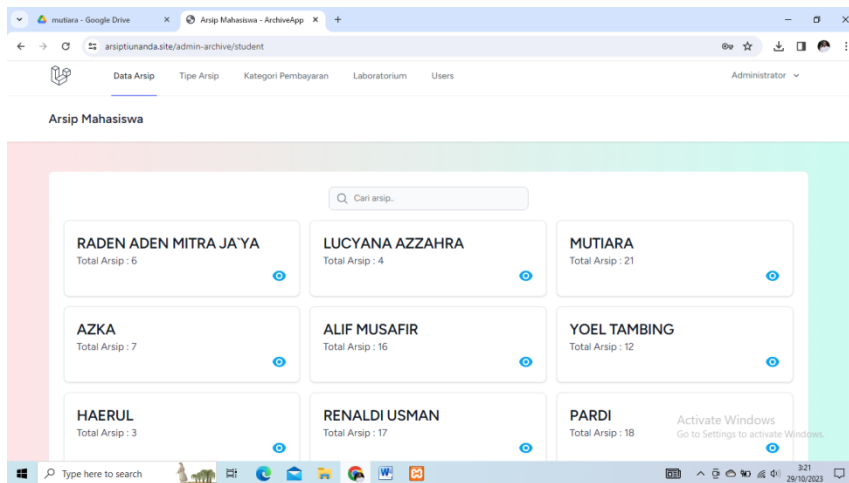 mutiara - Google Drive
Arsip Mahasiswa - ArchiveApp
arsiptiunanda.site/admin-archive/student
Data Arsip Tipe Arsip Kategori Pembayaran Laboratorium Users Administrator
Arsip Mahasiswa
Cari arsip..
RADEN ADEN MITRA JA`YA
Total Arsip : 6
LUCYANA AZZAHRA
Total Arsip : 4
MUTIARA
Total Arsip : 21
AZKA
Total Arsip : 7
ALIF MUSAFIR
Total Arsip : 16
YOEL TAMBING
Total Arsip : 12
HAERUL
Total Arsip : 3
RENALDI USMAN
Total Arsip : 17
PARDI
Total Arsip : 18
Activate Windows
Go to Settings to activate Windows.
Type here to search
3:21
29/10/2023